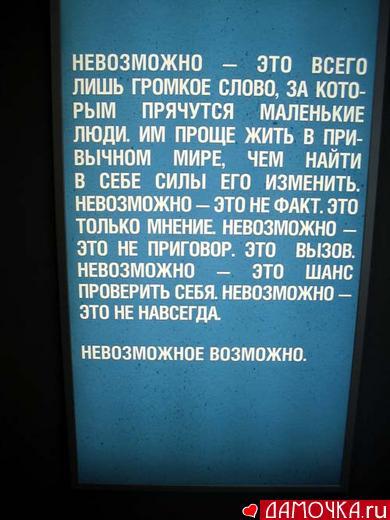 НЕВОЗМОЖНО — ЭТО ВСЕГО
ЛИШЬ ГРОМКОЕ СЛОВО, ЗА КОТО-
РЫМ ПРЯЧУТСЯ МАЛЕНЬКИЕ
ЛЮДИ. ИМ ПРОЩЕ ЖИТЬ В ПРИ-
ВЫЧНОМ МИРЕ, ЧЕМ НАЙТИ
В СЕБЕ СИЛЫ ЕГО ИЗМЕНИТЬ.
НЕВОЗМОЖНО — ЭТО НЕ ФАКТ. ЭТО
ТОЛЬКО МНЕНИЕ. НЕВОЗМОЖНО —
ЭТО НЕ ПРИГОВОР. ЭТО ВЫЗОВ.
НЕВОЗМОЖНО — ЭТО ШАНС
ПРОВЕРИТЬ СЕБЯ. НЕВОЗМОЖНО —
ЭТО НЕ НАВСЕГДА.
НЕВОЗМОЖНОЕ ВОЗМОЖНО.
ДАМОЧКА.ru